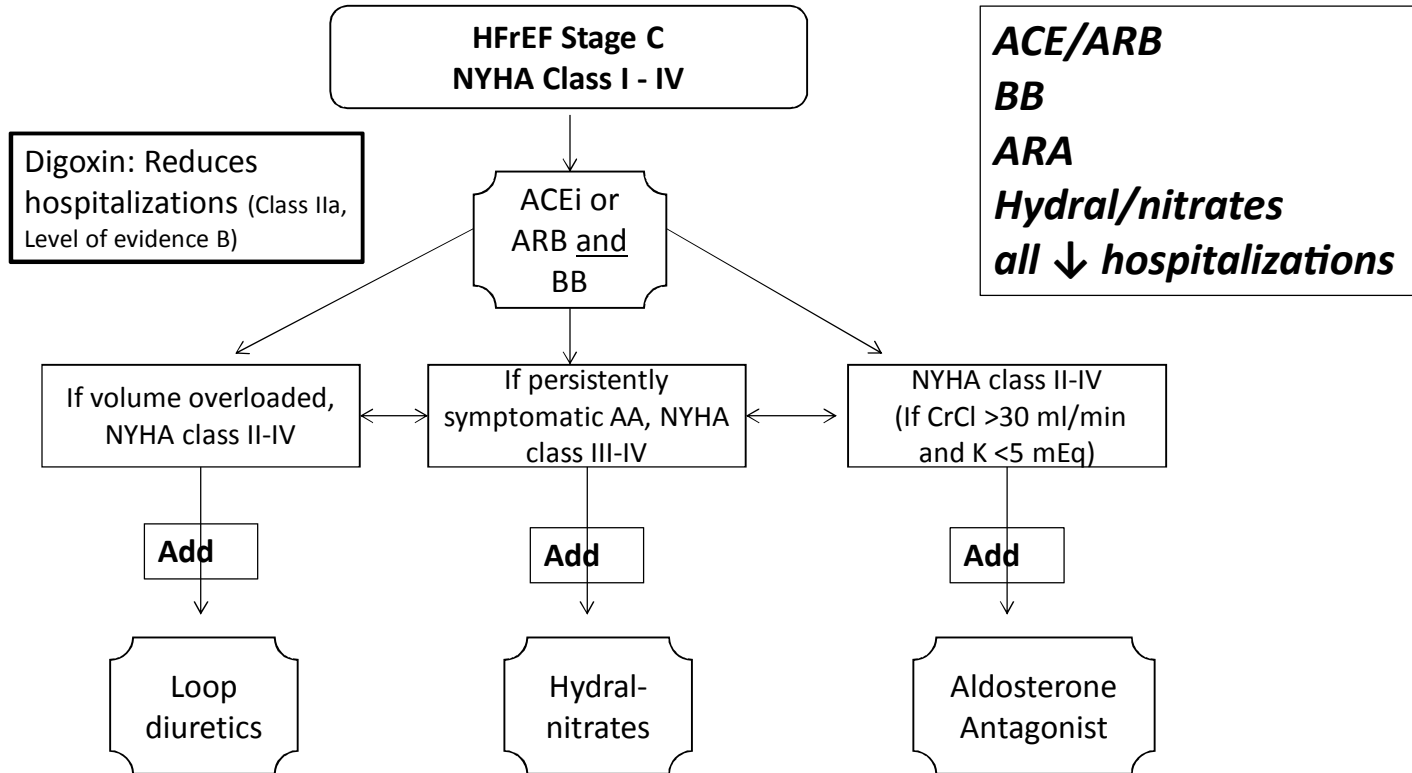 HFrEF Stage C
NYHA Class I - IV
ACE/ARB
BB
ARA
Hydral/nitrates
all ↓ hospitalizations
Digoxin: Reduces
hospitalizations (Class IIa,
Level of evidence B)
ACEi or
ARB and
BB
If volume overloaded,
NYHA class II-IV
If persistently
symptomatic AA, NYHA
class III-IV
NYHA class II-IV
(If CrCl >30 ml/min
and K <5 mEq)
Add
Add
Add
Loop
diuretics
Hydral-
nitrates
Aldosterone
Antagonist